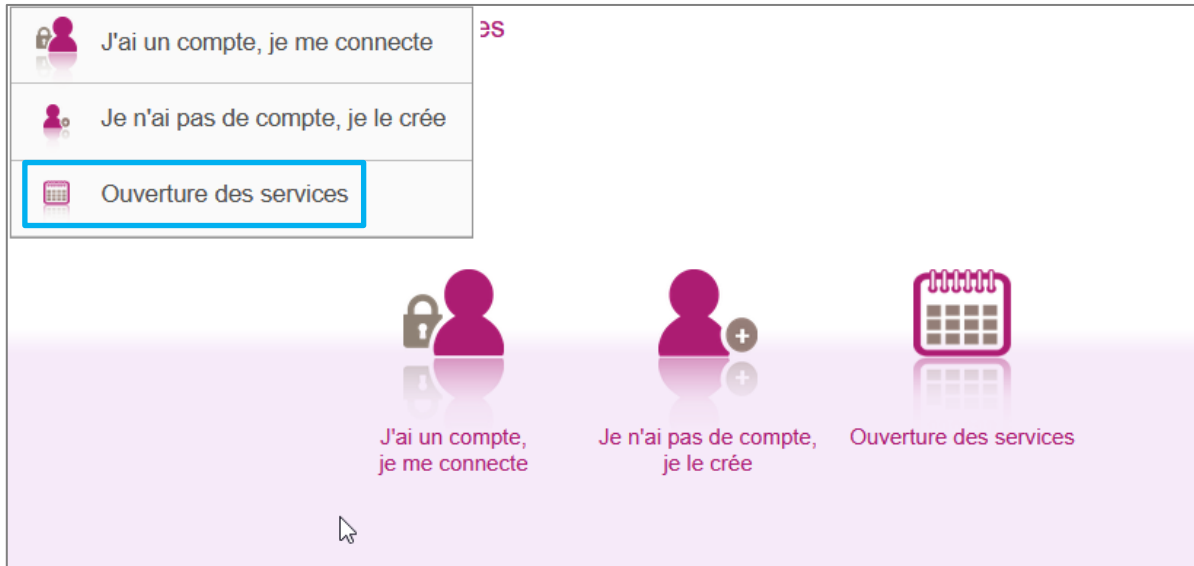 J'ai un compte, je me connecte
es
Je n'ai pas de compte, je le crée
Ouverture des services
J'ai un compte,
je me connecte
Je n'ai pas de compte,
je le crée
Ouverture des services